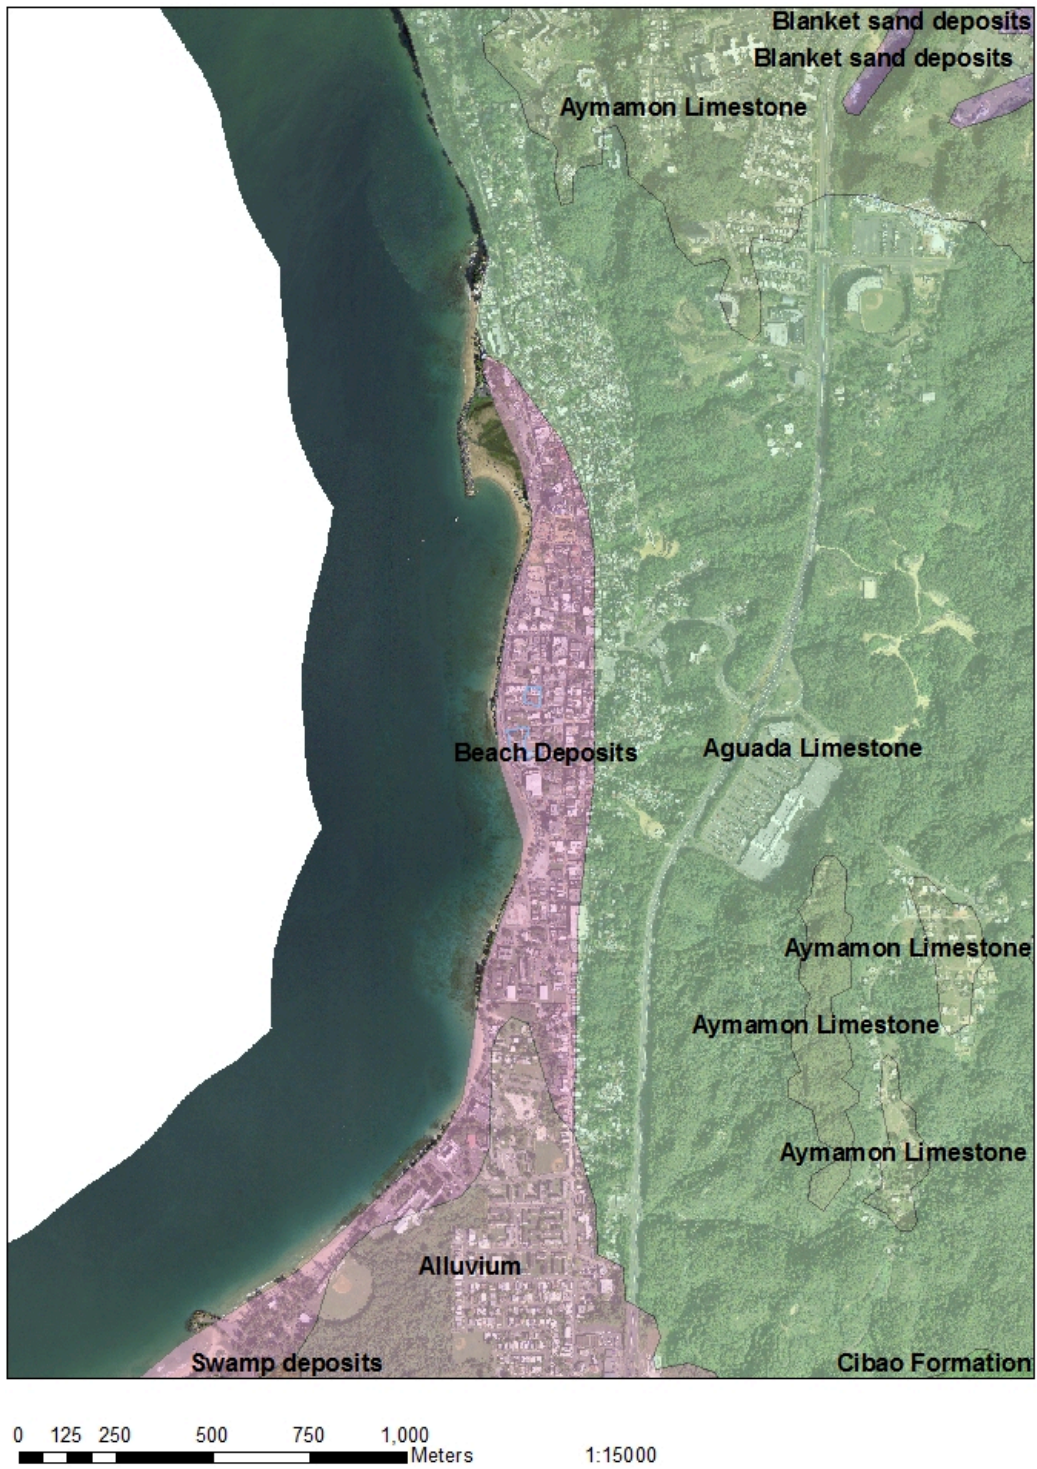 Blanket sand deposits
Blanket sand deposits
Aymamon Limestone
Beach Deposits
Aguada Limestone
Aymamon Limestone
Aymamon Limestone
Aymamon Limestone
Alluvium
Swamp deposits
Cibao Formation
0 125 250 500 750 1,000
Meters
1:15000